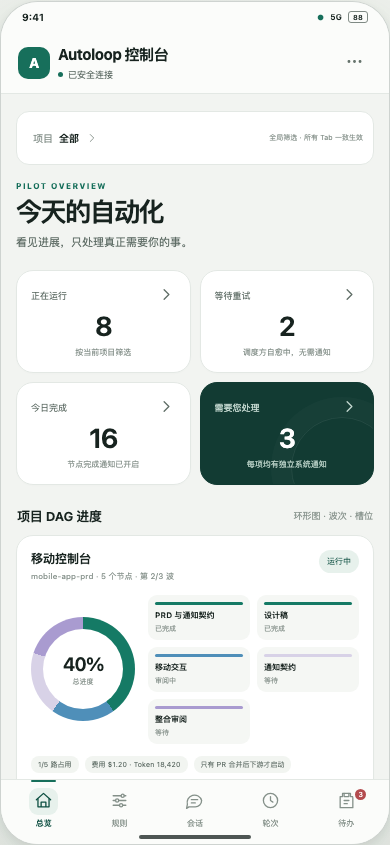 9:41
5G 88
A
Autoloop 控制台
已安全连接
项目 全部
全局筛选 · 所有 Tab 一致生效
PILOT OVERVIEW
今天的自动化
看见进展，只处理真正需要你的事。
正在运行
8
按当前项目筛选
等待重试
2
调度方自愈中，无需通知
今日完成
16
节点完成通知已开启
需要您处理
3
每项均有独立系统通知
项目 DAG 进度
环形图 · 波次 · 槽位
移动控制台
mobile-app-prd · 5 个节点 · 第 2/3 波
运行中
40%
总进度
PRD 与通知契约
已完成
设计稿
已完成
移动交互
审阅中
通知契约
等待
整合审阅
等待
1/5 路占用
费用 $1.20 · Token 18,420
只有 PR 合并后下游才启动
总览
规则
会话
轮次
3
待办